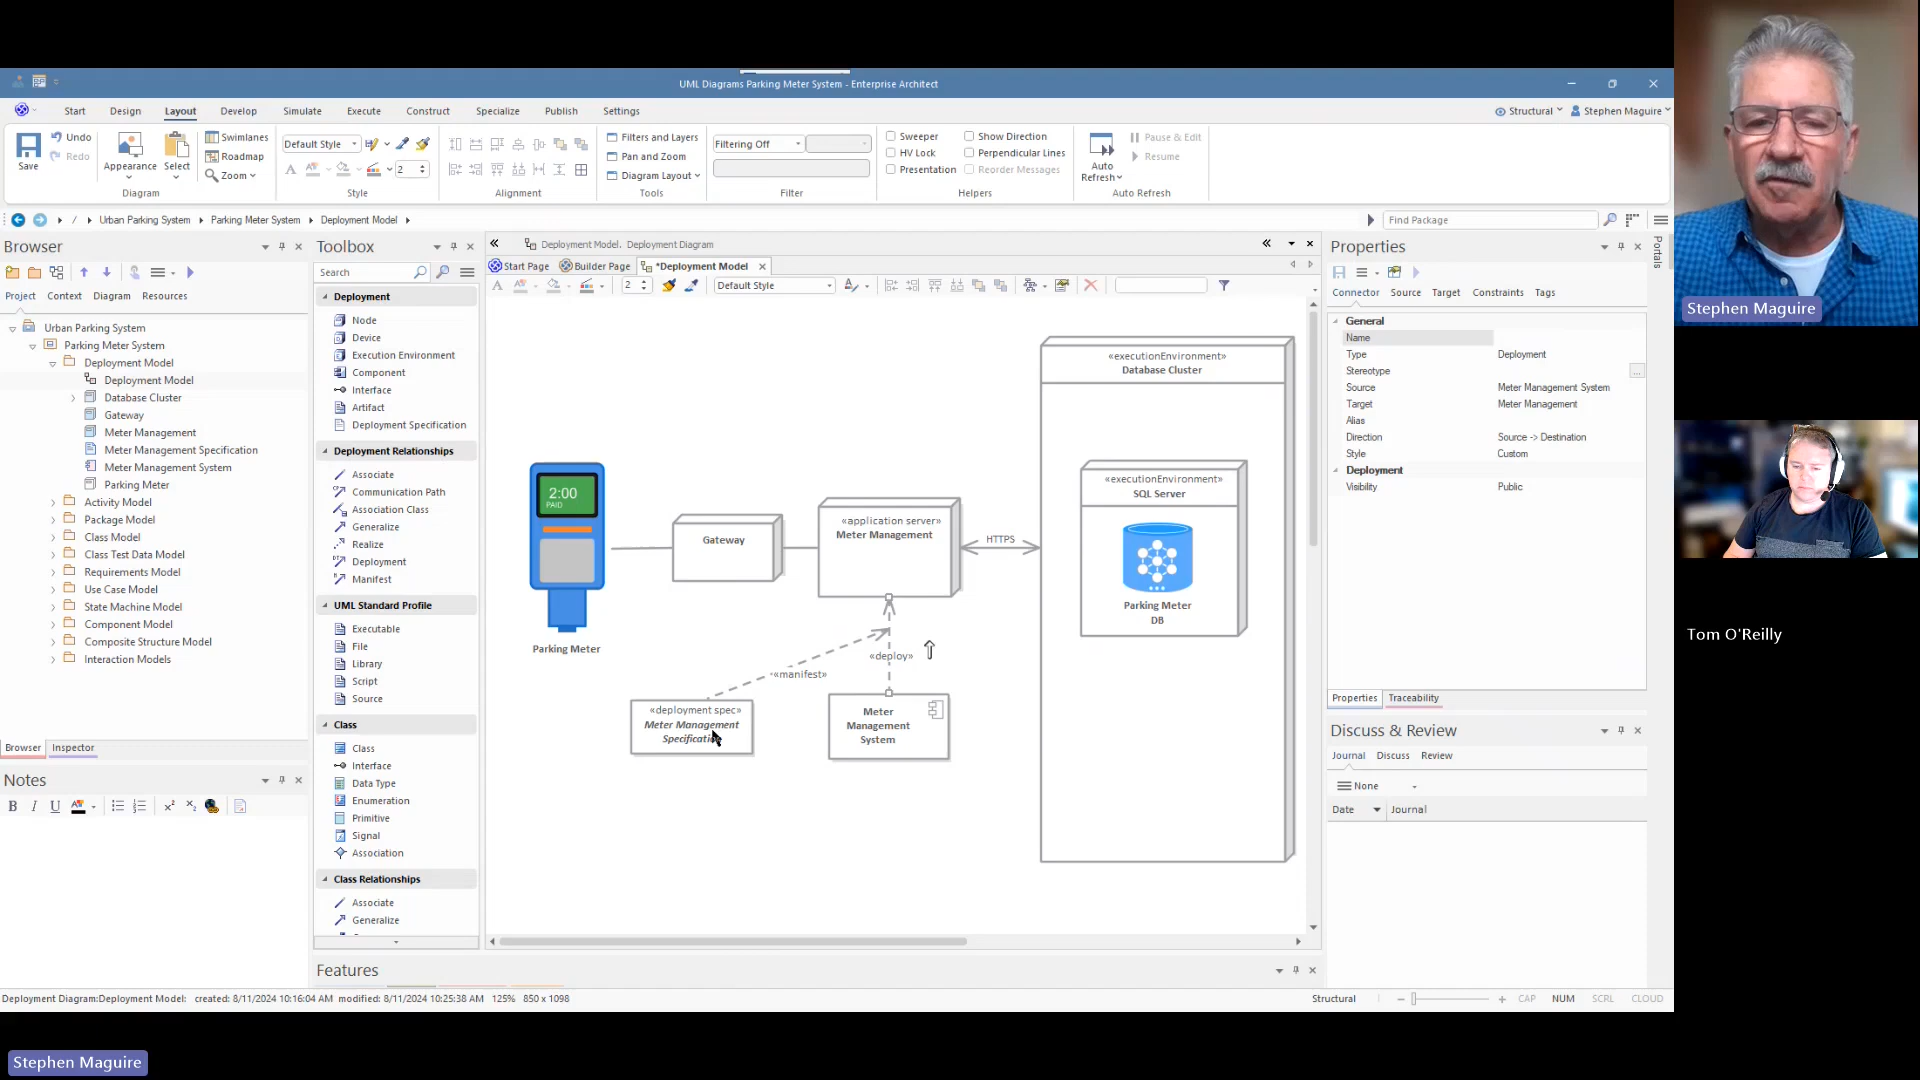 UML Diagrams Parking Meter System - Enterprise Architect
Start Design Layout Develop Simulate Execute Construct Specialize Publish Settings
Structural Stephen Maguire
Save Undo Redo Appearance Select Swimlanes Roadmap Zoom
Diagram
Default Style
2
Style
Alignment
Filters and Layers
Pan and Zoom
Diagram Layout
Tools
Filtering Off
Filter
Sweeper Show Direction
HV Lock Perpendicular Lines
Presentation Reorder Messages
Helpers
Auto Refresh
Pause & Edit
Resume
Auto Refresh
/ Urban Parking System Parking Meter System Deployment Model
Find Package
Portals
Browser
Project Context Diagram Resources
Urban Parking System
Parking Meter System
Deployment Model
Deployment Model
Database Cluster
Gateway
Meter Management
Meter Management Specification
Meter Management System
Parking Meter
Activity Model
Package Model
Class Model
Class Test Data Model
Requirements Model
Use Case Model
State Machine Model
Component Model
Composite Structure Model
Interaction Models
Browser Inspector
Notes
B I U
Toolbox
Search
Deployment
Node
Device
Execution Environment
Component
Interface
Artifact
Deployment Specification
Deployment Relationships
Associate
Communication Path
Association Class
Generalize
Realize
Deployment
Manifest
UML Standard Profile
Executable
File
Library
Script
Source
Class
Class
Interface
Data Type
Enumeration
Primitive
Signal
Association
Class Relationships
Associate
Generalize
Deployment Model. Deployment Diagram
Start Page Builder Page *Deployment Model
2 Default Style
2:00
PAID
Parking Meter
Gateway
«application server»
Meter Management
HTTPS
«executionEnvironment»
Database Cluster
«executionEnvironment»
SQL Server
Parking Meter
DB
«deploy»
«manifest»
«deployment spec»
Meter Management
Specification
Meter
Management
System
Features
Properties
Connector Source Target Constraints Tags
General
Name
Type Deployment
Stereotype ...
Source Meter Management System
Target Meter Management
Alias
Direction Source -> Destination
Style Custom
Deployment
Visibility Public
Properties Traceability
Discuss & Review
Journal Discuss Review
None
Date Journal
Deployment Diagram:Deployment Model: created: 8/11/2024 10:16:04 AM modified: 8/11/2024 10:25:38 AM 125% 850 x 1098
Structural CAP NUM SCRL CLOUD
Stephen Maguire
Tom O'Reilly
Stephen Maguire